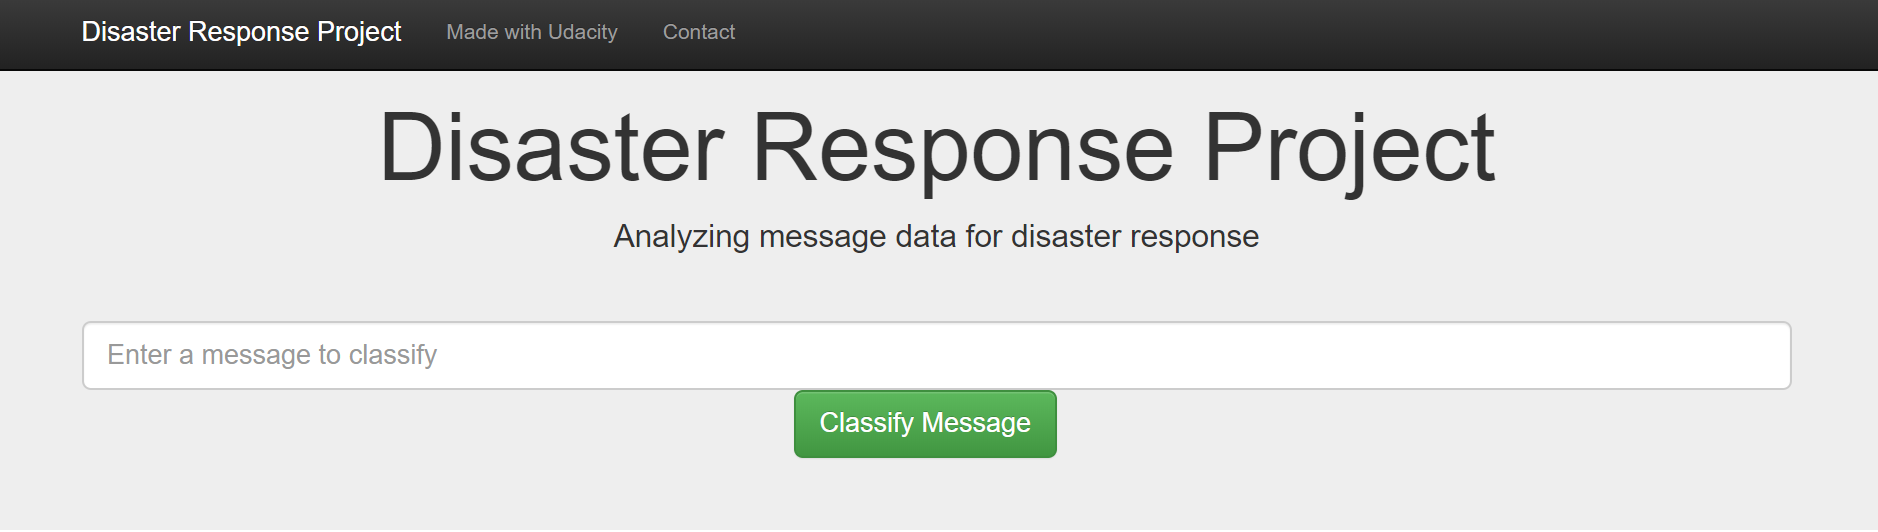 Disaster Response Project Made with Udacity Contact
Disaster Response Project
Analyzing message data for disaster response
Enter a message to classify
Classify Message